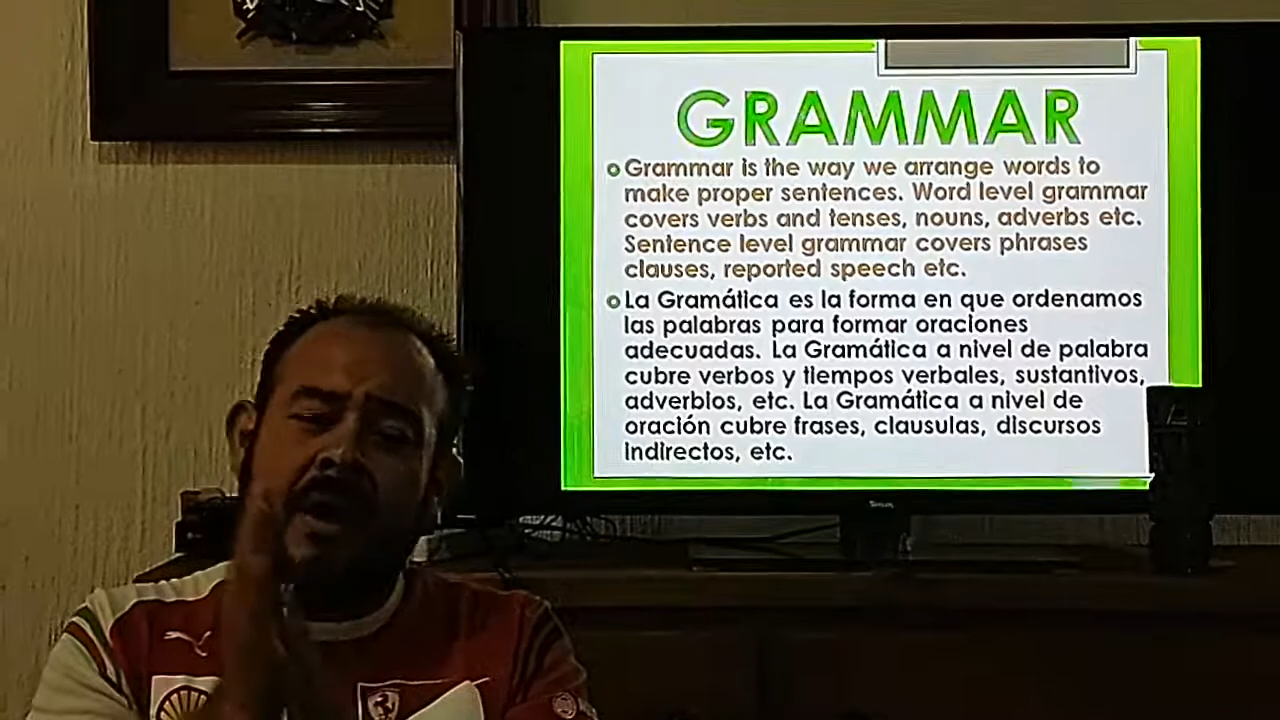 GRAMMAR
Grammar is the way we arrange words to
make proper sentences. Word level grammar
covers verbs and tenses, nouns, adverbs etc.
Sentence level grammar covers phrases
clauses, reported speech etc.
La Gramática es la forma en que ordenamos
las palabras para formar oraciones
adecuadas. La Gramática a nivel de palabra
cubre verbos y tiempos verbales, sustantivos,
adverbios, etc. La Gramática a nivel de
oración cubre frases, clausulas, discursos
indirectos, etc.